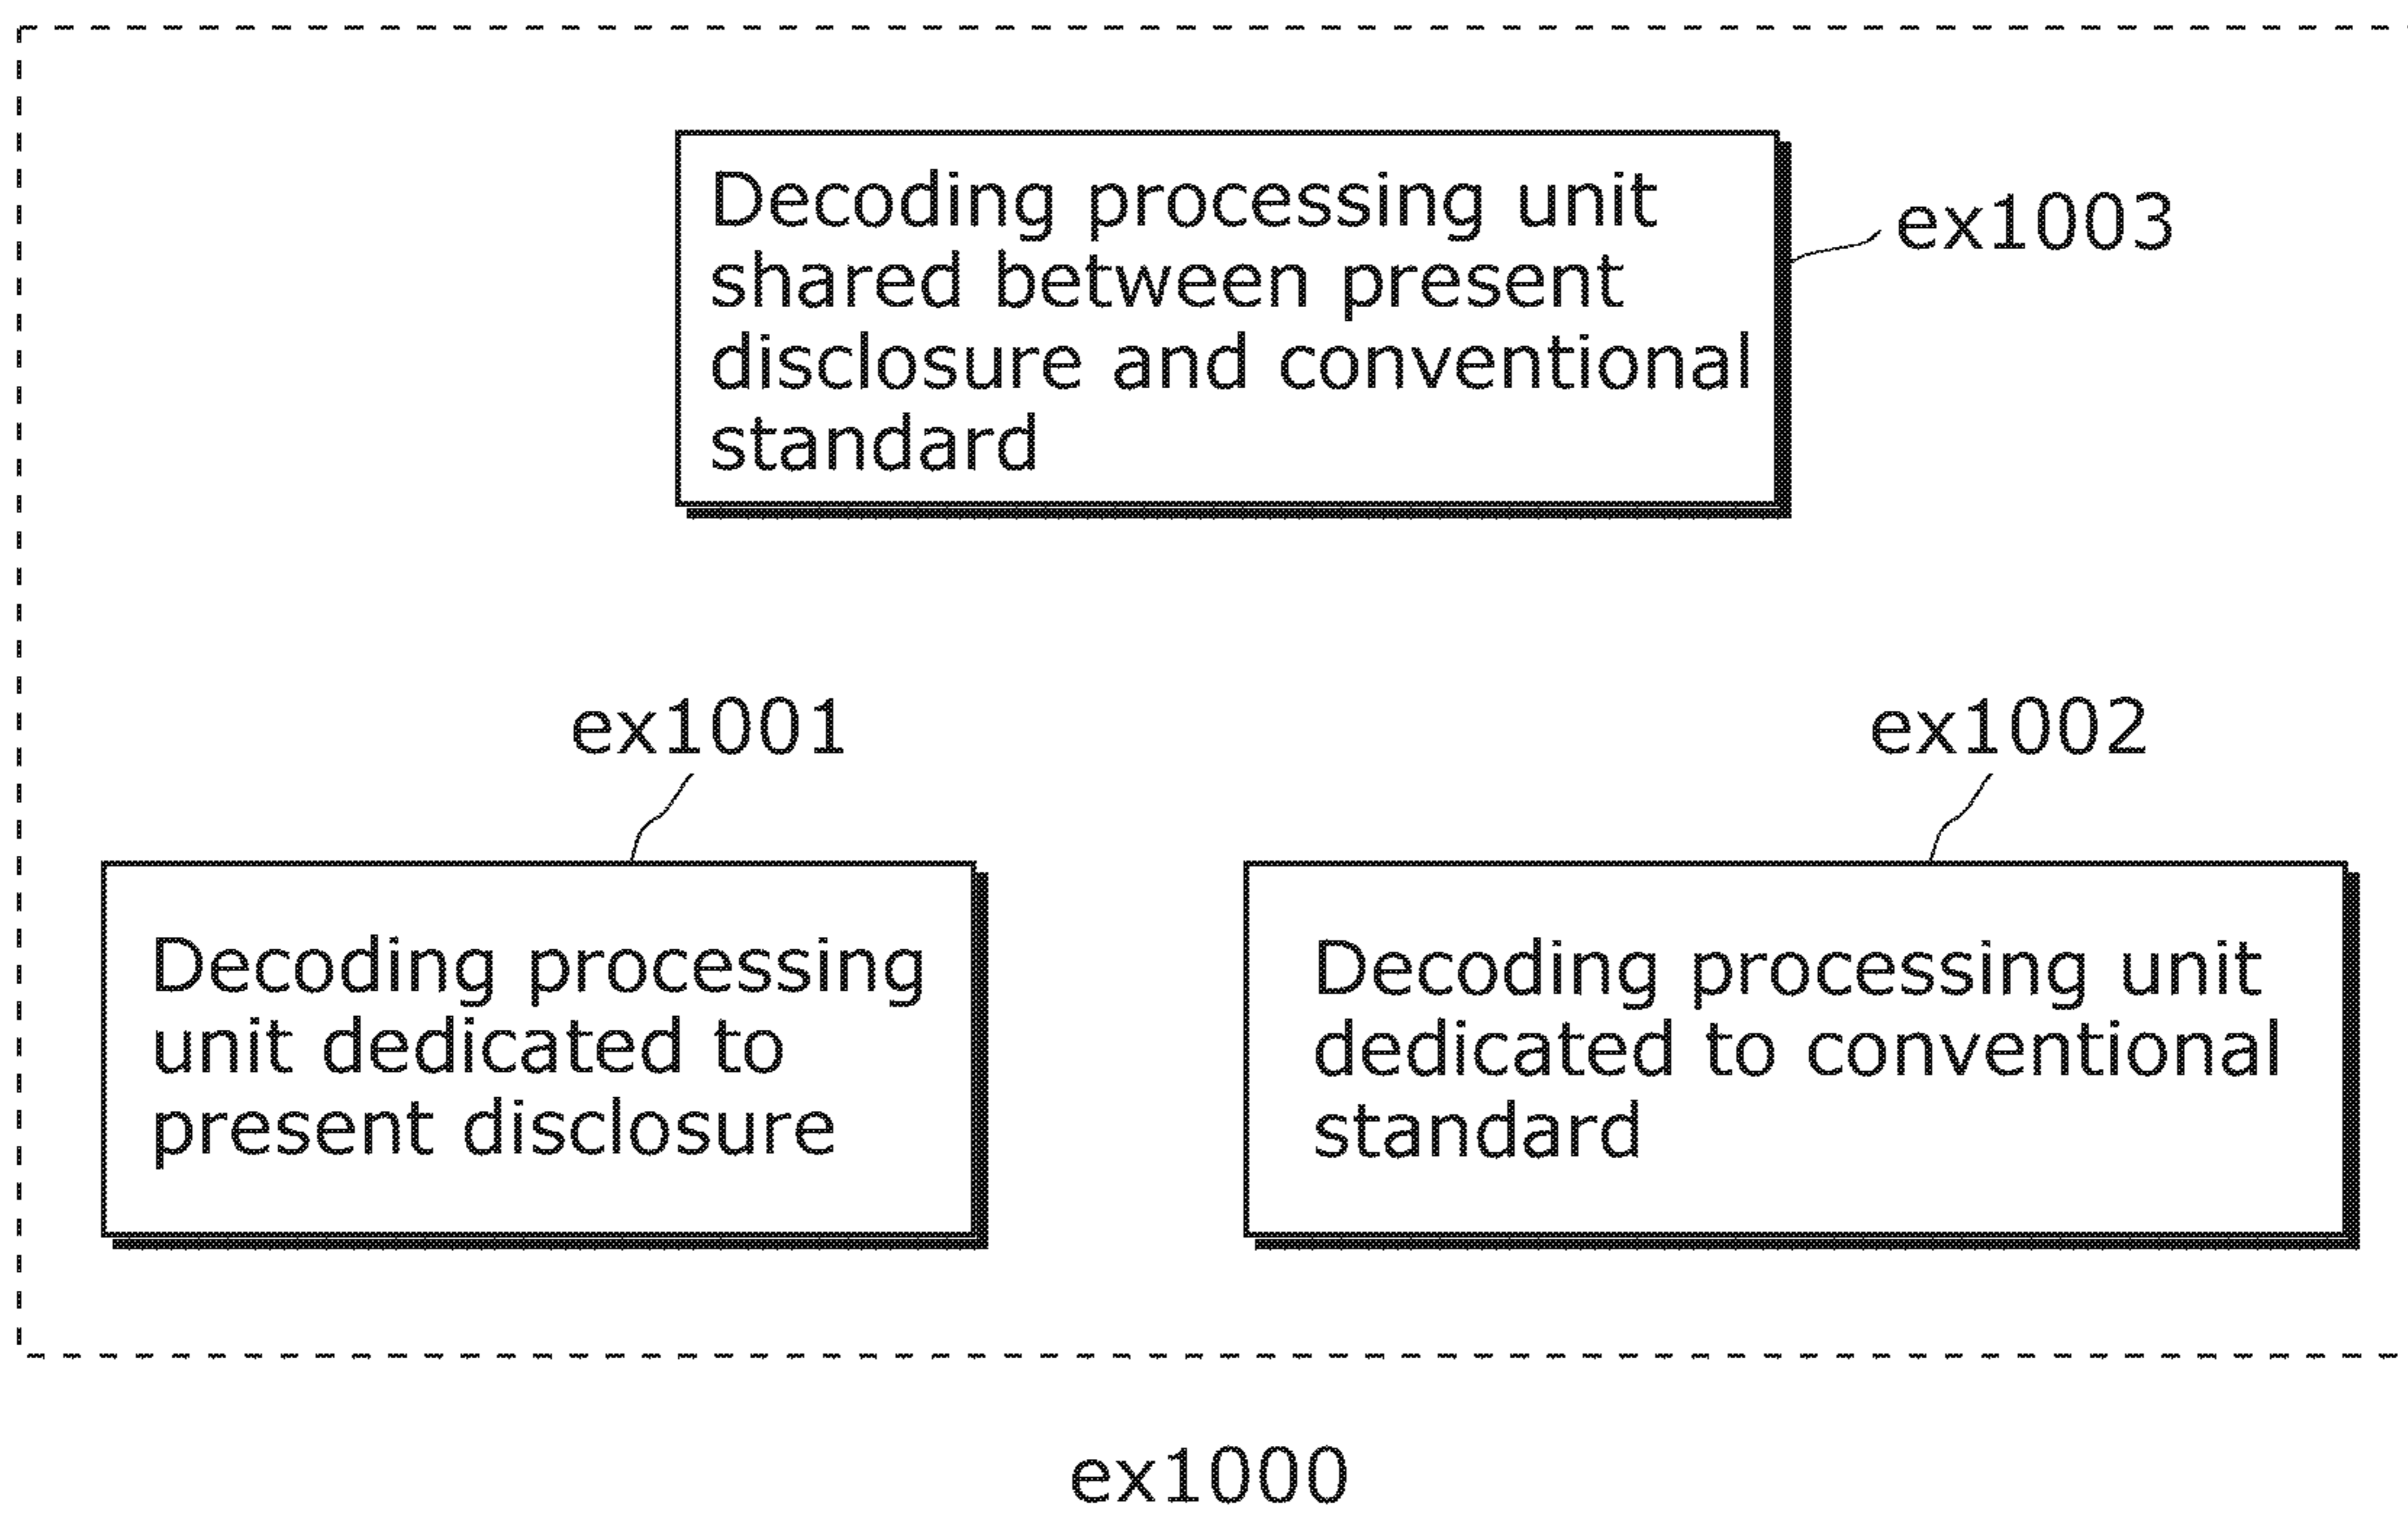 Decoding processing unit
shared between present
disclosure and conventional
standard
ex1003
ex1001
ex1002
Decoding processing
unit dedicated to
present disclosure
Decoding processing unit
dedicated to conventional
standard
ex1000